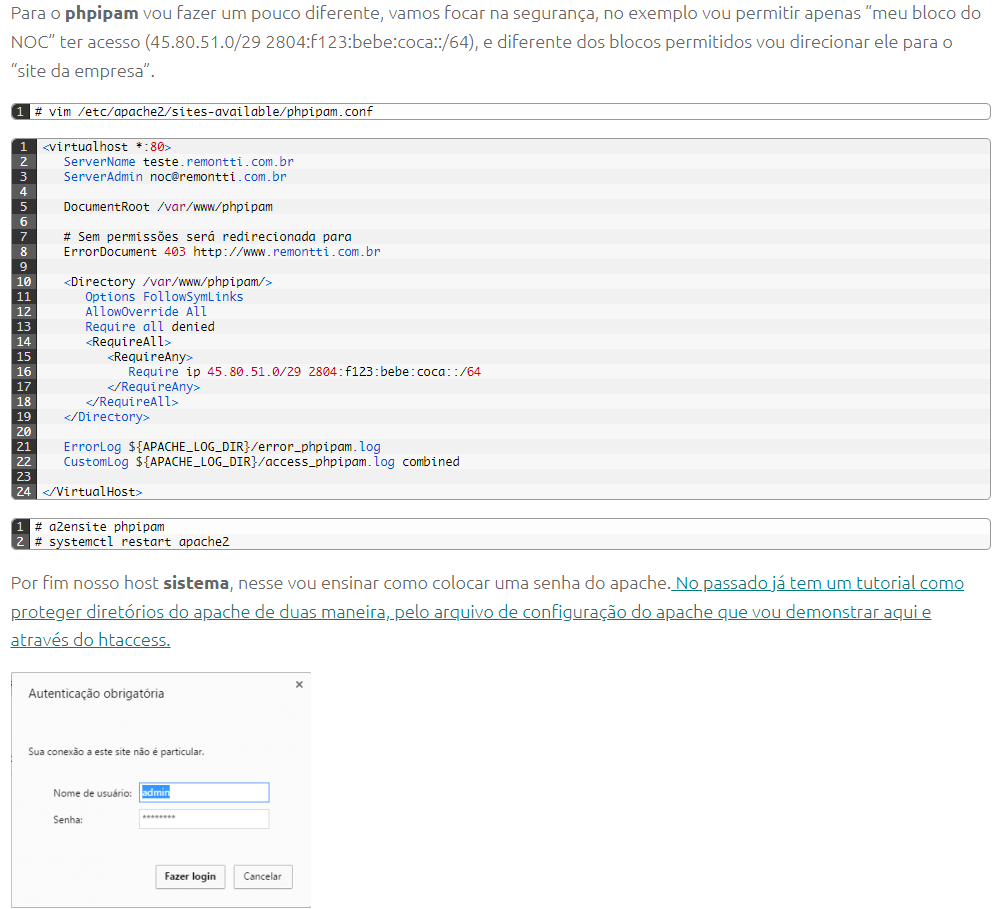 Para o phpipam vou fazer um pouco diferente, vamos focar na segurança, no exemplo vou permitir apenas “meu bloco do
NOC” ter acesso (45.80.51.0/29 2804:f123:bebe:coca::/64), e diferente dos blocos permitidos vou direcionar ele para o
“site da empresa”.
1 # vim /etc/apache2/sites-available/phpipam.conf
1 <virtualhost *:80>
2 ServerName teste.remontti.com.br
3 ServerAdmin noc@remontti.com.br
4
5 DocumentRoot /var/www/phpipam
6
7 # Sem permissões será redirecionada para
8 ErrorDocument 403 http://www.remontti.com.br
9
10 <Directory /var/www/phpipam/>
11 Options FollowSymLinks
12 AllowOverride All
13 Require all denied
14 <RequireAll>
15 <RequireAny>
16 Require ip 45.80.51.0/29 2804:f123:bebe:coca::/64
17 </RequireAny>
18 </RequireAll>
19 </Directory>
20
21 ErrorLog ${APACHE_LOG_DIR}/error_phpipam.log
22 CustomLog ${APACHE_LOG_DIR}/access_phpipam.log combined
23
24 </VirtualHost>
1 # a2ensite phpipam
2 # systemctl restart apache2
Por fim nosso host sistema, nesse vou ensinar como colocar uma senha do apache. No passado já tem um tutorial como
proteger diretórios do apache de duas maneira, pelo arquivo de configuração do apache que vou demonstrar aqui e
através do htaccess.
Autenticação obrigatória ×
Sua conexão a este site não é particular.
Nome de usuário: admin
Senha: ********
Fazer login Cancelar